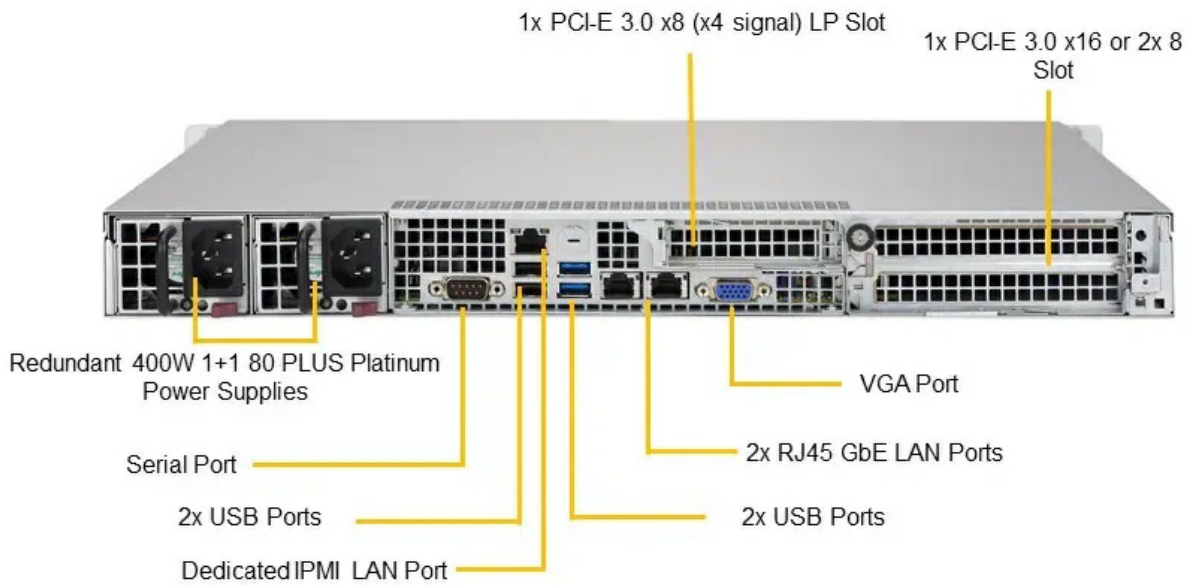 1x PCI-E 3.0 x8 (x4 signal) LP Slot
1x PCI-E 3.0 x16 or 2x 8
Slot
Redundant 400W 1+1 80 PLUS Platinum
Power Supplies
VGA Port
Serial Port
2x RJ45 GbE LAN Ports
2x USB Ports
2x USB Ports
Dedicated IPMI LAN Port